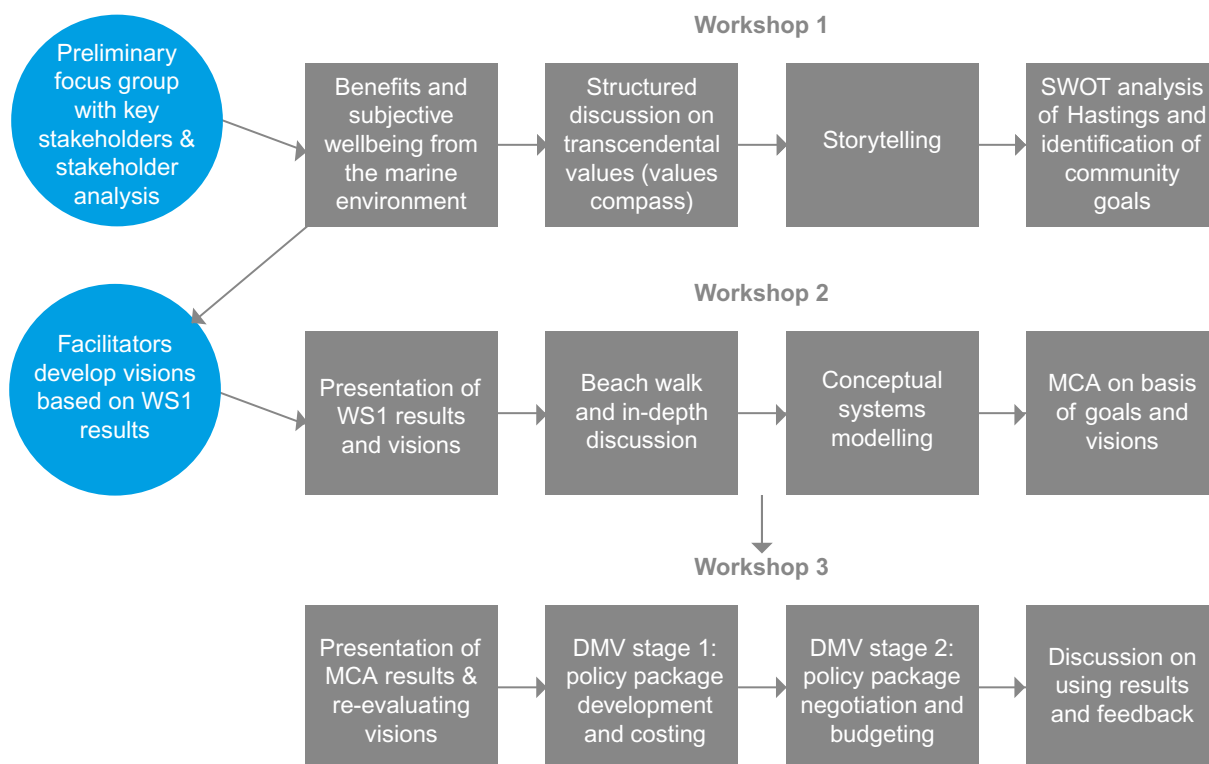 Workshop 1
Preliminary
focus group
with key
stakeholders &
stakeholder
analysis
Benefits and
subjective
wellbeing from
the marine
environment
Structured
discussion on
transcendental
values (values
compass)
Storytelling
SWOT analysis
of Hastings and
identification of
community
goals
Workshop 2
Facilitators
develop visions
based on WS1
results
Presentation of
WS1 results
and visions
Beach walk
and in-depth
discussion
Conceptual
systems
modelling
MCA on basis
of goals and
visions
Workshop 3
Presentation of
MCA results &
re-evaluating
visions
DMV stage 1:
policy package
development
and costing
DMV stage 2:
policy package
negotiation and
budgeting
Discussion on
using results
and feedback